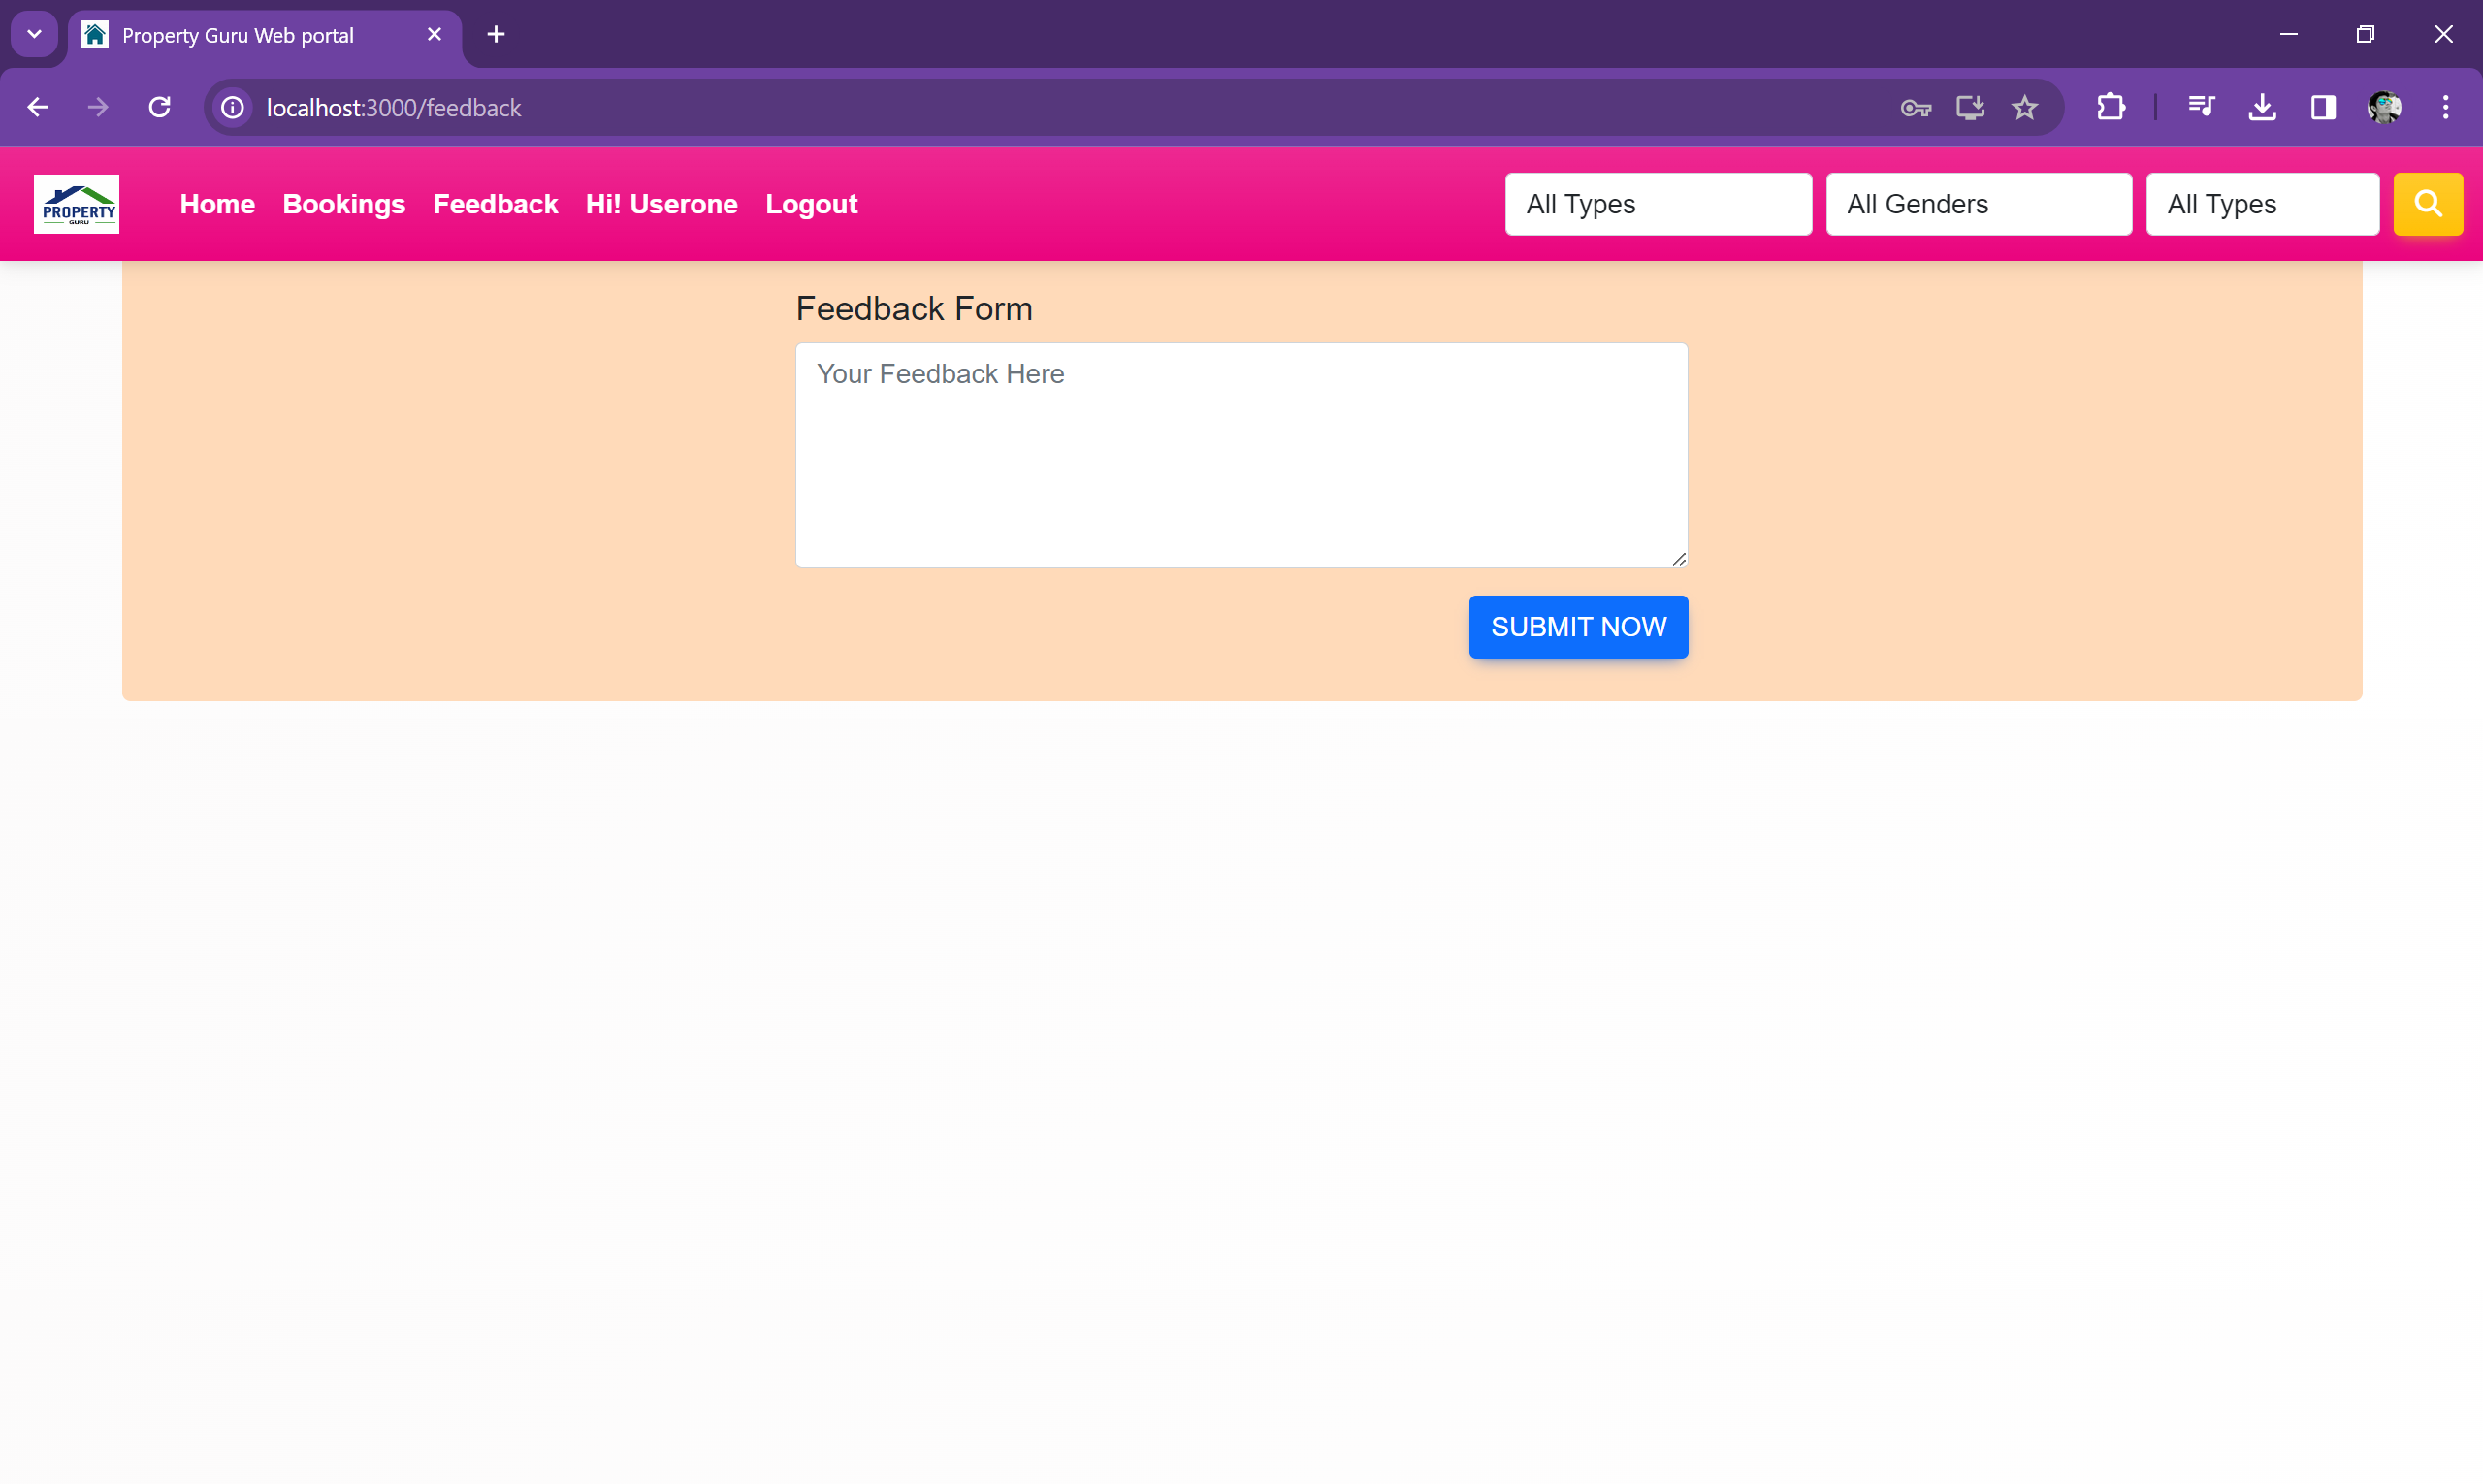 Property Guru Web portal
localhost:3000/feedback
PROPERTY
GURU
Home Bookings Feedback Hi! Userone Logout
All Types All Genders All Types
Feedback Form
Your Feedback Here
SUBMIT NOW